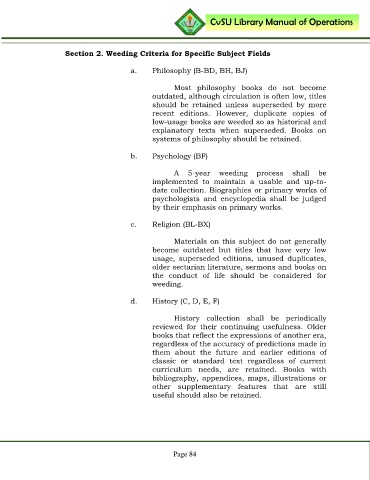 CvSU Library Manual of Operations
Section 2. Weeding Criteria for Specific Subject Fields
a. Philosophy (B-BD, BH, BJ)
Most philosophy books do not become
outdated, although circulation is often low, titles
should be retained unless superseded by more
recent editions. However, duplicate copies of
low-usage books are weeded so as historical and
explanatory texts when superseded. Books on
systems of philosophy should be retained.
b. Psychology (BF)
A 5-year weeding process shall be
implemented to maintain a usable and up-to-
date collection. Biographies or primary works of
psychologists and encyclopedia shall be judged
by their emphasis on primary works.
c. Religion (BL-BX)
Materials on this subject do not generally
become outdated but titles that have very low
usage, superseded editions, unused duplicates,
older sectarian literature, sermons and books on
the conduct of life should be considered for
weeding.
d. History (C, D, E, F)
History collection shall be periodically
reviewed for their continuing usefulness. Older
books that reflect the expressions of another era,
regardless of the accuracy of predictions made in
them about the future and earlier editions of
classic or standard text regardless of current
curriculum needs, are retained. Books with
bibliography, appendices, maps, illustrations or
other supplementary features that are still
useful should also be retained.
Page 84